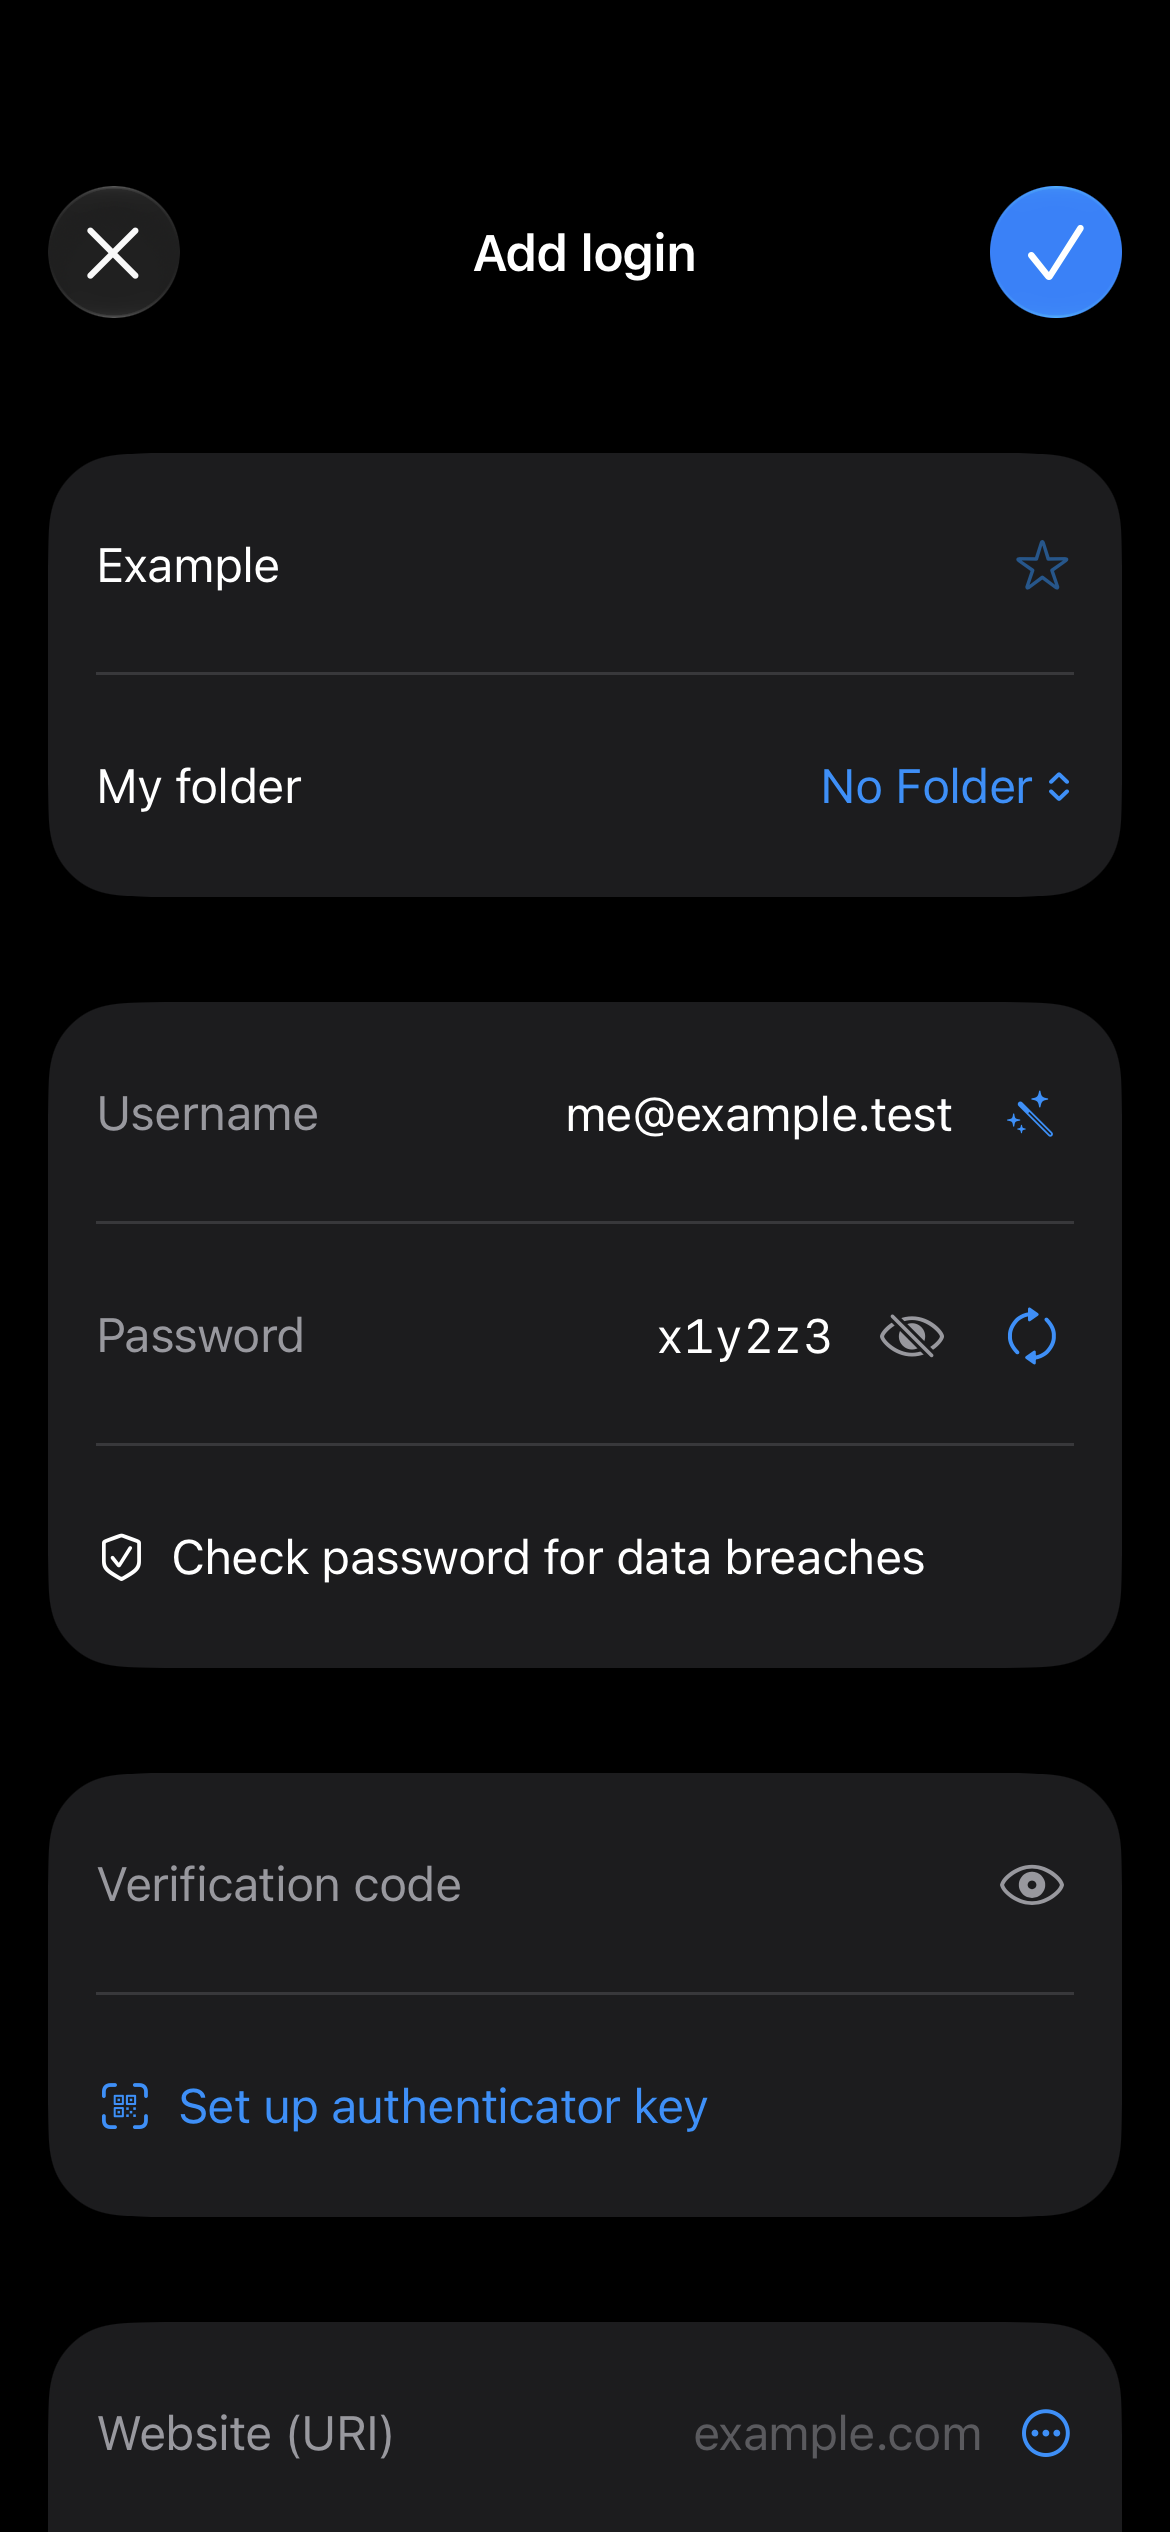 Add login
Example
My folder No Folder
Username me@example.test
Password x1y2z3
Check password for data breaches
Verification code
Set up authenticator key
Website (URI) example.com